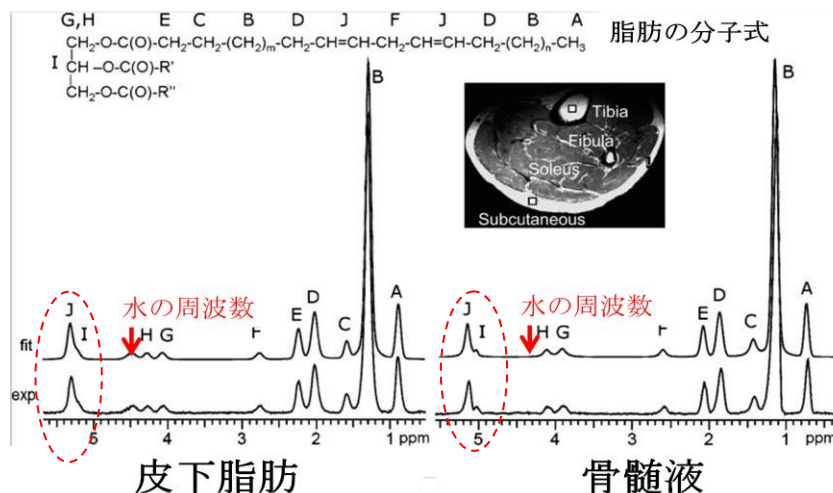 G,H E C B D J F J D B A
CH₂-O-C(O)-CH₂-CH₂-(CH₂)m-CH₂-CH=CH-CH₂-CH=CH-CH₂-(CH₂)n-CH₃
脂肪の分子式
I CH –O-C(O)-R'
CH₂-O-C(O)-R''
B
B
Tibia
Fibula
Soleus
Subcutaneous
J I 水の周波数 H G F E D C A
J I 水の周波数 H G F E D C A
fit
exp
5 4 3 2 1 ppm
5 4 3 2 1 ppm
皮下脂肪
骨髄液